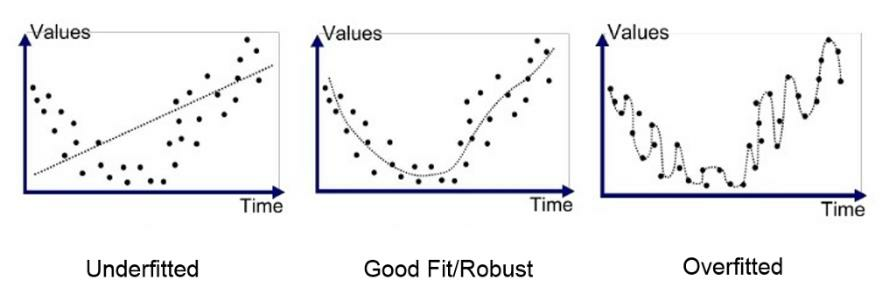 Values
Time
Underfitted
Values
Time
Good Fit/Robust
Values
Time
Overfitted